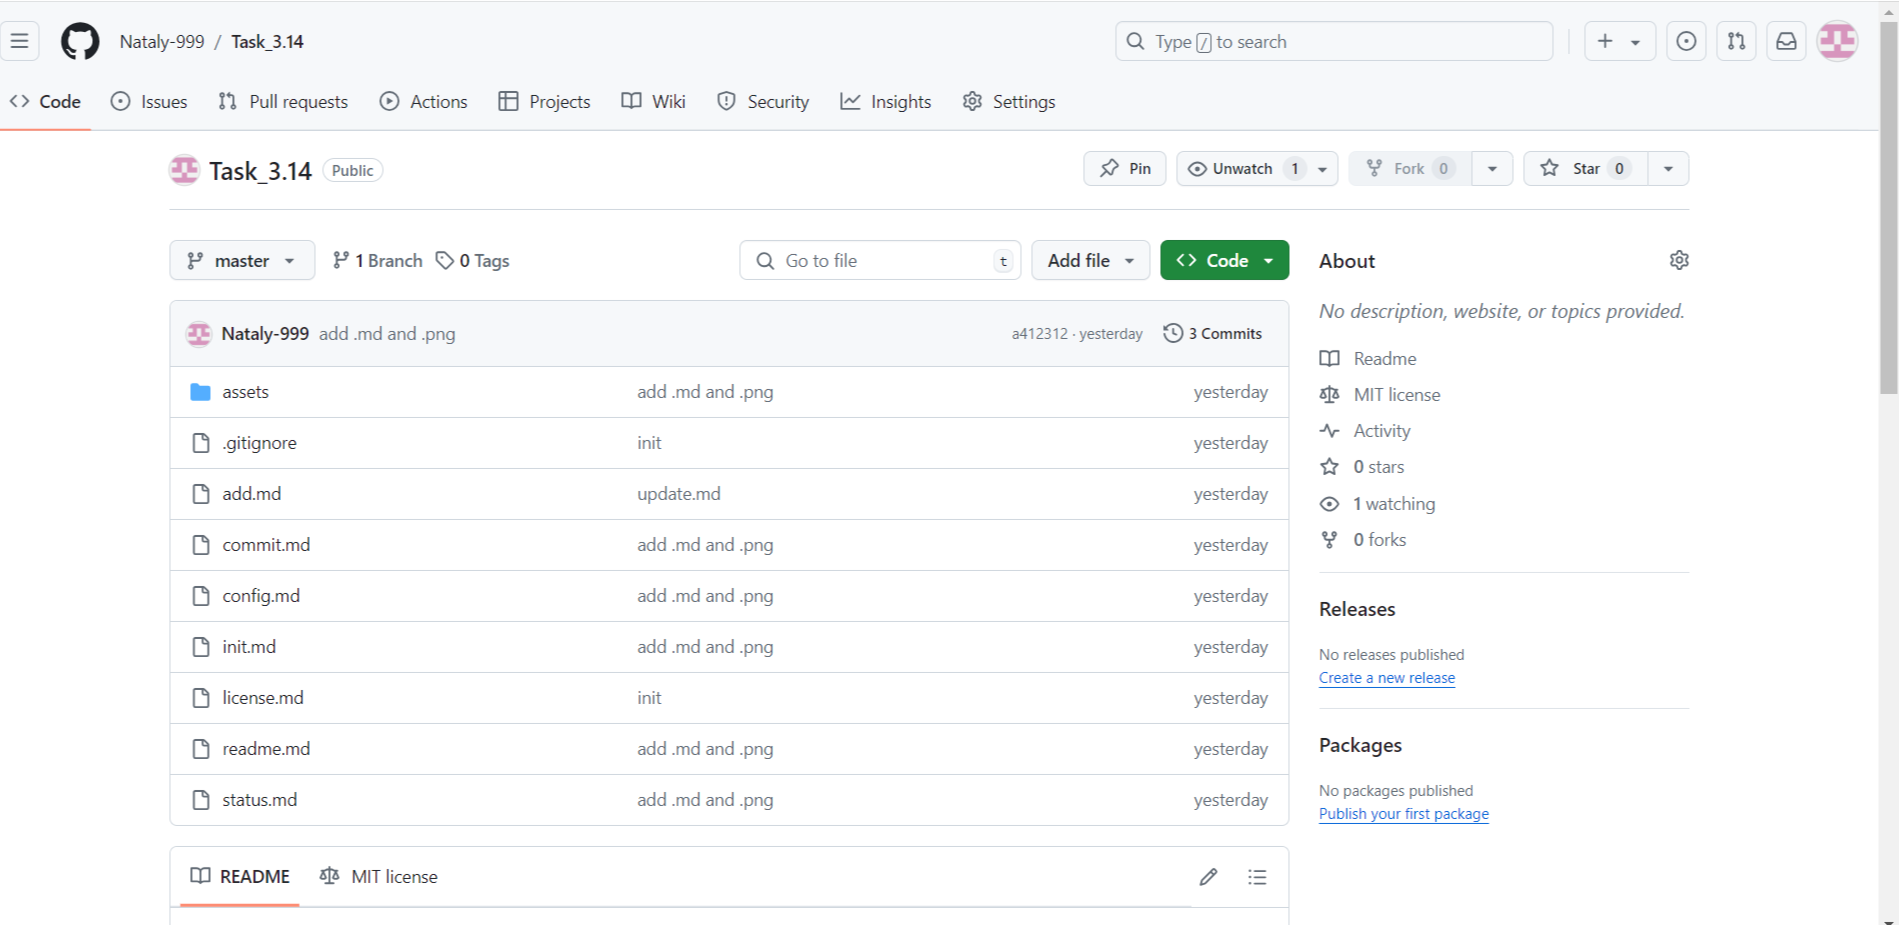 Nataly-999 / Task_3.14
Type / to search
Code Issues Pull requests Actions Projects Wiki Security Insights Settings
Task_3.14 Public
Pin Unwatch 1 Fork 0 Star 0
master 1 Branch 0 Tags Go to file t Add file Code
Nataly-999 add .md and .png a412312 · yesterday 3 Commits
assets add .md and .png yesterday
.gitignore init yesterday
add.md update.md yesterday
commit.md add .md and .png yesterday
config.md add .md and .png yesterday
init.md add .md and .png yesterday
license.md init yesterday
readme.md add .md and .png yesterday
status.md add .md and .png yesterday
README MIT license
About
No description, website, or topics provided.
Readme
MIT license
Activity
0 stars
1 watching
0 forks
Releases
No releases published
Create a new release
Packages
No packages published
Publish your first package